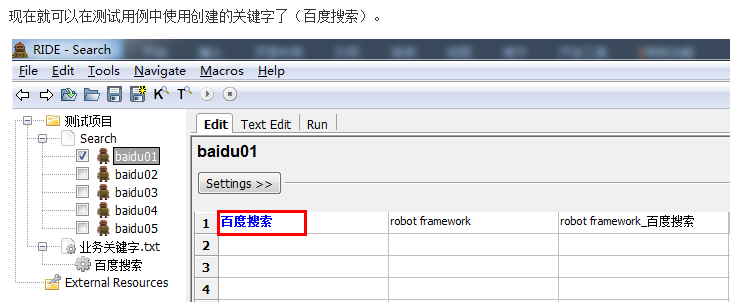 现在就可以在测试用例中使用创建的关键字了（百度搜索）。
RIDE - Search
File Edit Tools Navigate Macros Help
测试项目
Search
baidu01
baidu02
baidu03
baidu04
baidu05
业务关键字.txt
百度搜索
External Resources
Edit Text Edit Run
baidu01
Settings >>
1 百度搜索 robot framework robot framework_百度搜索
2
3
4